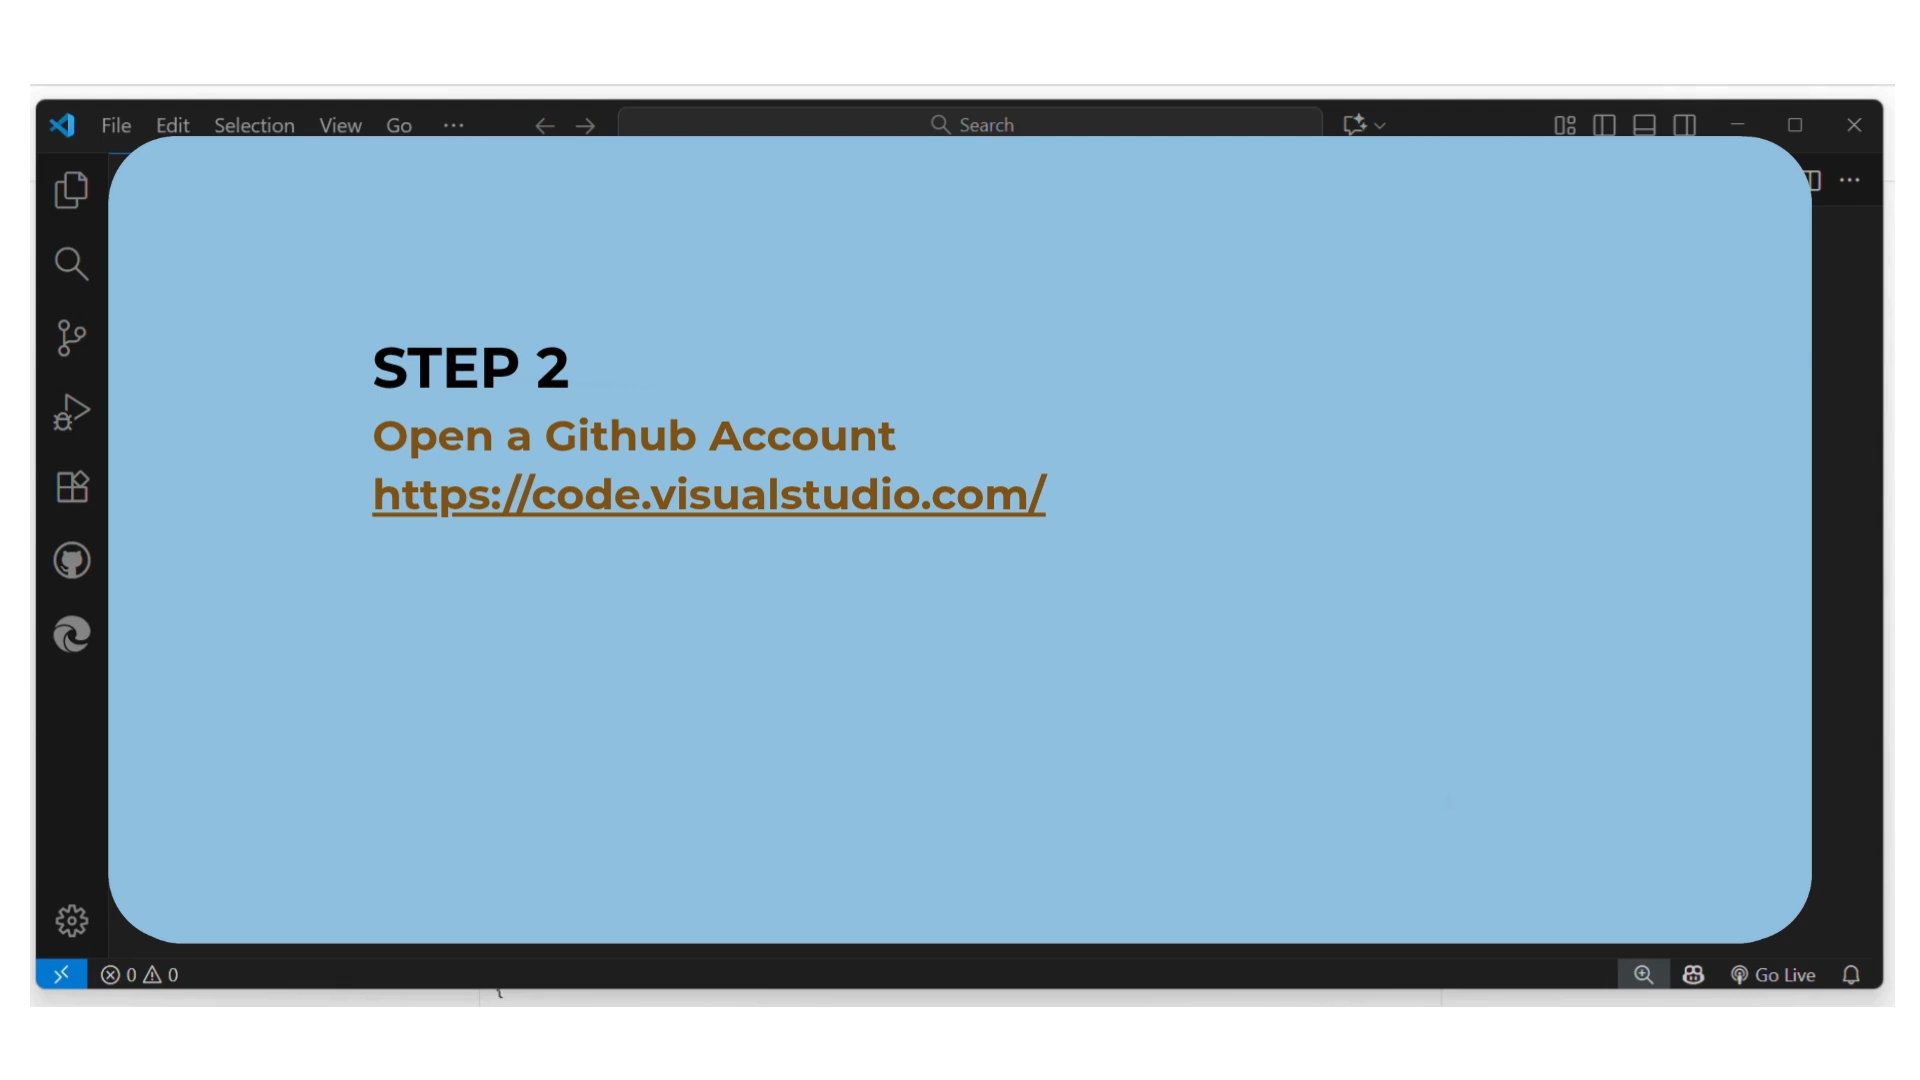 File Edit Selection View Go ... Search
STEP 2
Open a Github Account
https://code.visualstudio.com/
0 0 Go Live